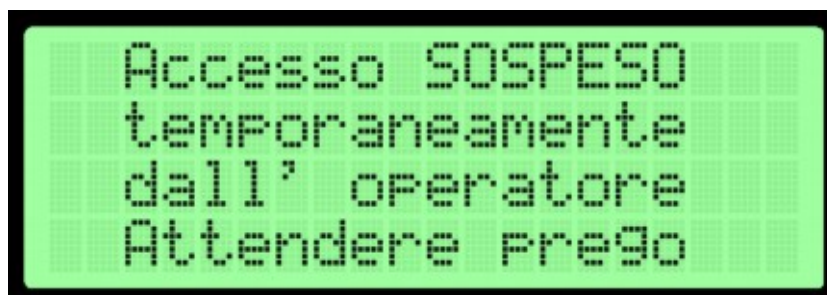 Accesso SOSPESO
temporaneamente
dall' operatore
Attendere prego